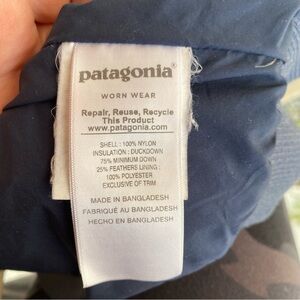 patagonia®
WORN WEAR
Repair, Reuse, Recycle
This Product
www.patagonia.com
SHELL : 100% NYLON
INSULATION : DUCKDOWN
75% MINIMUM DOWN
25% FEATHERS LINING :
100% POLYESTER
EXCLUSIVE OF TRIM
MADE IN BANGLADESH
FABRIQUÉ AU BANGLADESH
HECHO EN BANGLADESH